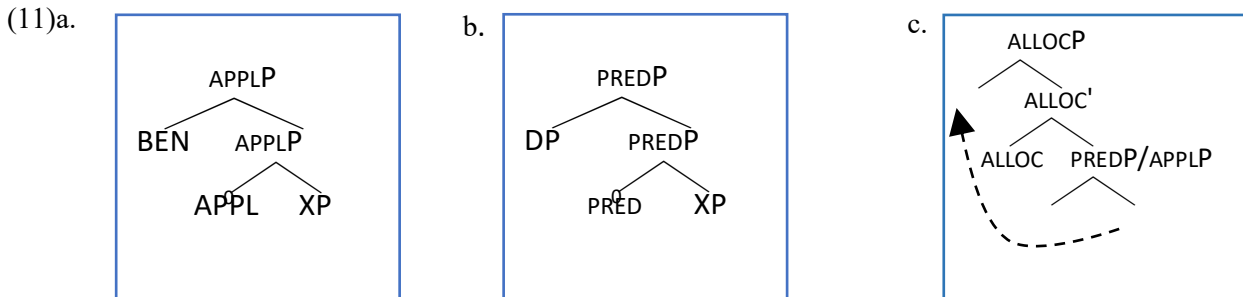 (11)a.
APPLP
BEN APPLP
APPL⁰ XP
b.
PREDP
DP PREDP
PRED⁰ XP
c.
ALLOCP
ALLOC'
ALLOC PREDP/APPLP